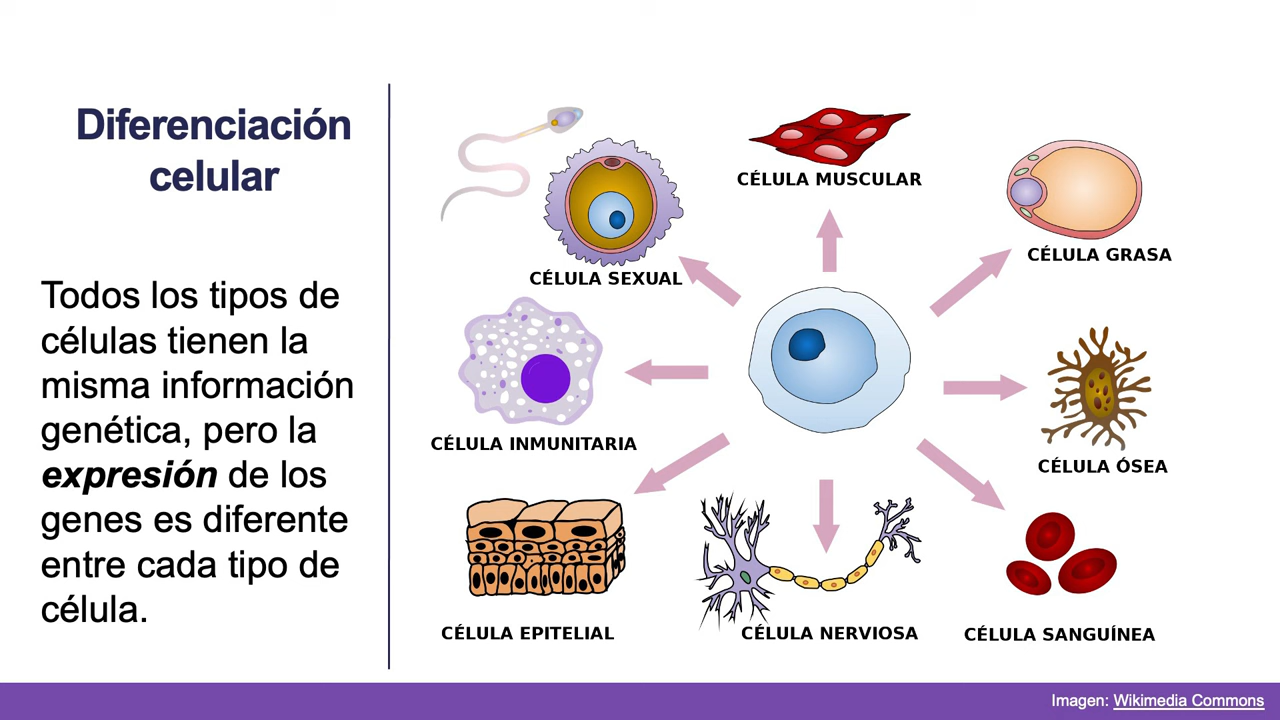 Diferenciación
celular
Todos los tipos de
células tienen la
misma información
genética, pero la
expresión de los
genes es diferente
entre cada tipo de
célula.
CÉLULA MUSCULAR
CÉLULA GRASA
CÉLULA SEXUAL
CÉLULA INMUNITARIA
CÉLULA ÓSEA
CÉLULA EPITELIAL
CÉLULA NERVIOSA
CÉLULA SANGUÍNEA
Imagen: Wikimedia Commons